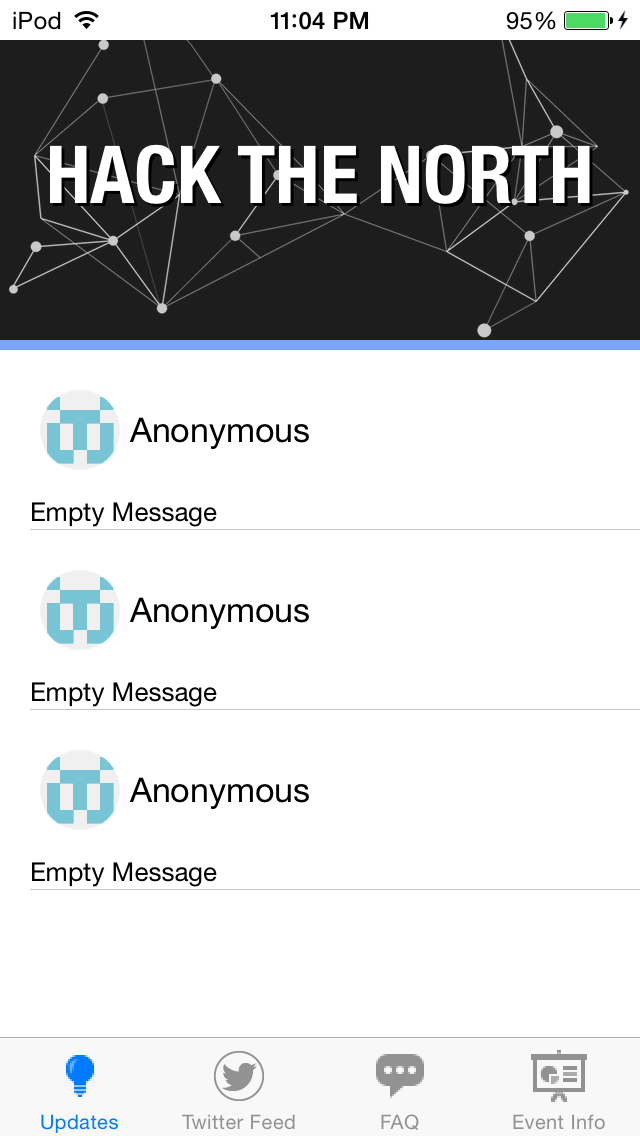 iPod 11:04 PM 95%
HACK THE NORTH
Anonymous
Empty Message
Anonymous
Empty Message
Anonymous
Empty Message
Updates Twitter Feed FAQ Event Info